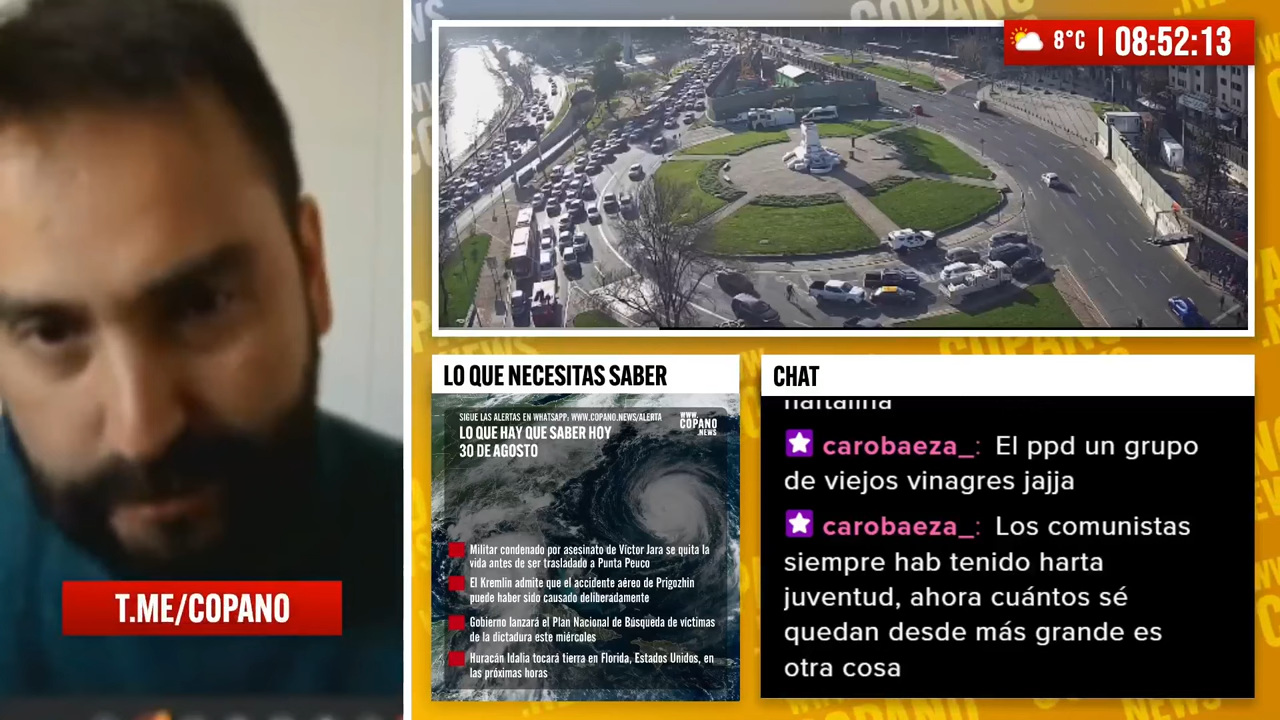 8°C | 08:52:13
T.ME/COPANO
LO QUE NECESITAS SABER
SIGUE LAS ALERTAS EN WHATSAPP: WWW.COPANO.NEWS/ALERTA
LO QUE HAY QUE SABER HOY
30 DE AGOSTO
WWW.
COPANO
.NEWS
Militar condenado por asesinato de Víctor Jara se quita la
vida antes de ser trasladado a Punta Peuco
El Kremlin admite que el accidente aéreo de Prigozhin
puede haber sido causado deliberadamente
Gobierno lanzará el Plan Nacional de Búsqueda de víctimas
de la dictadura este miércoles
Huracán Idalia tocará tierra en Florida, Estados Unidos, en
las próximas horas
CHAT
naftalina
carobaeza_: El ppd un grupo
de viejos vinagres jajja
carobaeza_: Los comunistas
siempre hab tenido harta
juventud, ahora cuántos sé
quedan desde más grande es
otra cosa